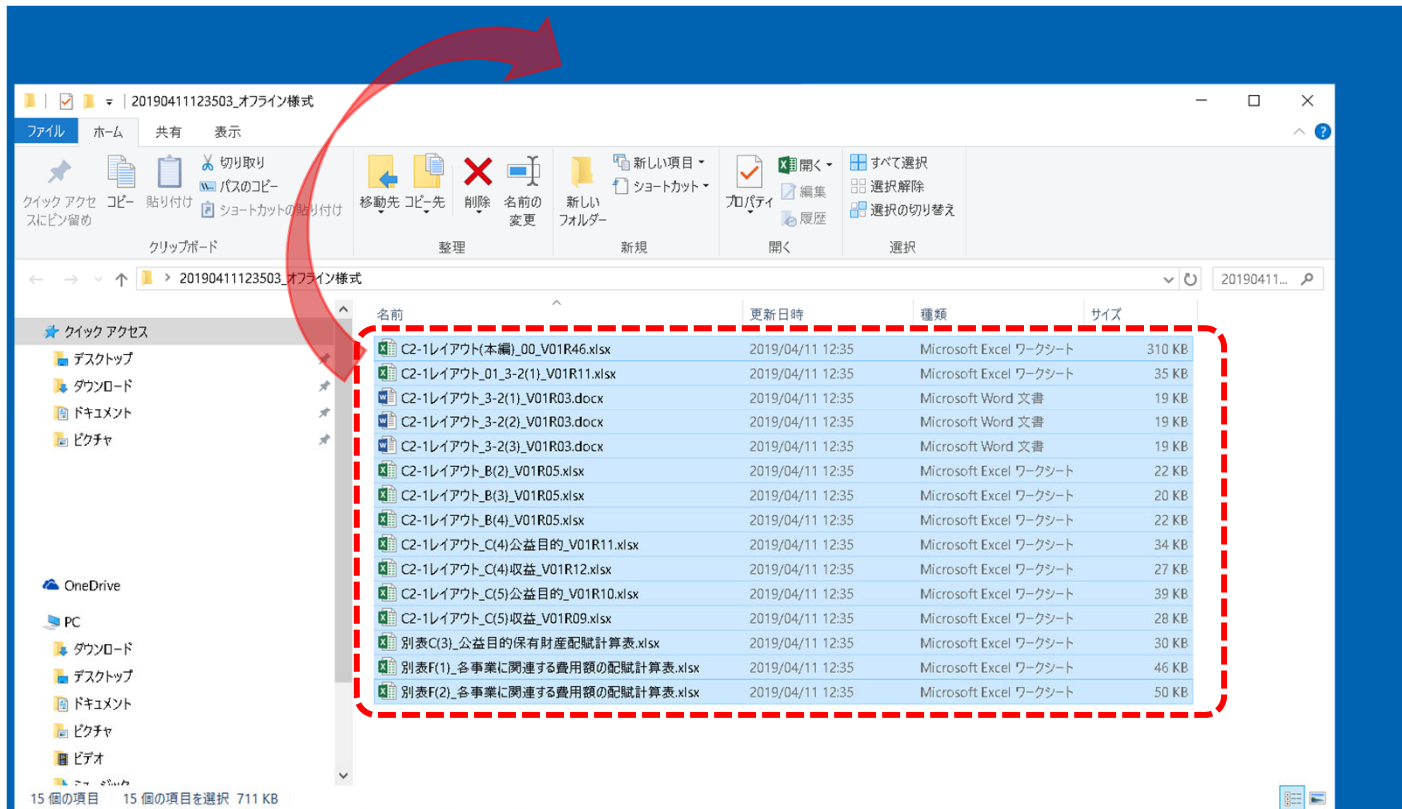 20190411123503_オフライン様式
ファイル ホーム 共有 表示
クイック アクセスにピン留め コピー 貼り付け 切り取り パスのコピー ショートカットの貼り付け
移動先 コピー先 削除 名前の変更 新しいフォルダー 新しい項目 ショートカット
プロパティ 開く 編集 履歴 すべて選択 選択解除 選択の切り替え
クリップボード 整理 新規 開く 選択
20190411123503_オフライン様式 20190411...
名前 更新日時 種類 サイズ
クイック アクセス
デスクトップ
ダウンロード
ドキュメント
ピクチャ
OneDrive
PC
ダウンロード
デスクトップ
ドキュメント
ピクチャ
ビデオ
C2-1レイアウト(本編)_00_V01R46.xlsx 2019/04/11 12:35 Microsoft Excel ワークシート 310 KB
C2-1レイアウト_01_3-2(1)_V01R11.xlsx 2019/04/11 12:35 Microsoft Excel ワークシート 35 KB
C2-1レイアウト_3-2(1)_V01R03.docx 2019/04/11 12:35 Microsoft Word 文書 19 KB
C2-1レイアウト_3-2(2)_V01R03.docx 2019/04/11 12:35 Microsoft Word 文書 19 KB
C2-1レイアウト_3-2(3)_V01R03.docx 2019/04/11 12:35 Microsoft Word 文書 19 KB
C2-1レイアウト_B(2)_V01R05.xlsx 2019/04/11 12:35 Microsoft Excel ワークシート 22 KB
C2-1レイアウト_B(3)_V01R05.xlsx 2019/04/11 12:35 Microsoft Excel ワークシート 20 KB
C2-1レイアウト_B(4)_V01R05.xlsx 2019/04/11 12:35 Microsoft Excel ワークシート 22 KB
C2-1レイアウト_C(4)公益目的_V01R11.xlsx 2019/04/11 12:35 Microsoft Excel ワークシート 34 KB
C2-1レイアウト_C(4)収益_V01R12.xlsx 2019/04/11 12:35 Microsoft Excel ワークシート 27 KB
C2-1レイアウト_C(5)公益目的_V01R10.xlsx 2019/04/11 12:35 Microsoft Excel ワークシート 39 KB
C2-1レイアウト_C(5)収益_V01R09.xlsx 2019/04/11 12:35 Microsoft Excel ワークシート 28 KB
別表C(3)_公益目的保有財産配賦計算表.xlsx 2019/04/11 12:35 Microsoft Excel ワークシート 30 KB
別表F(1)_各事業に関連する費用額の配賦計算表.xlsx 2019/04/11 12:35 Microsoft Excel ワークシート 46 KB
別表F(2)_各事業に関連する費用額の配賦計算表.xlsx 2019/04/11 12:35 Microsoft Excel ワークシート 50 KB
15 個の項目 15 個の項目を選択 711 KB